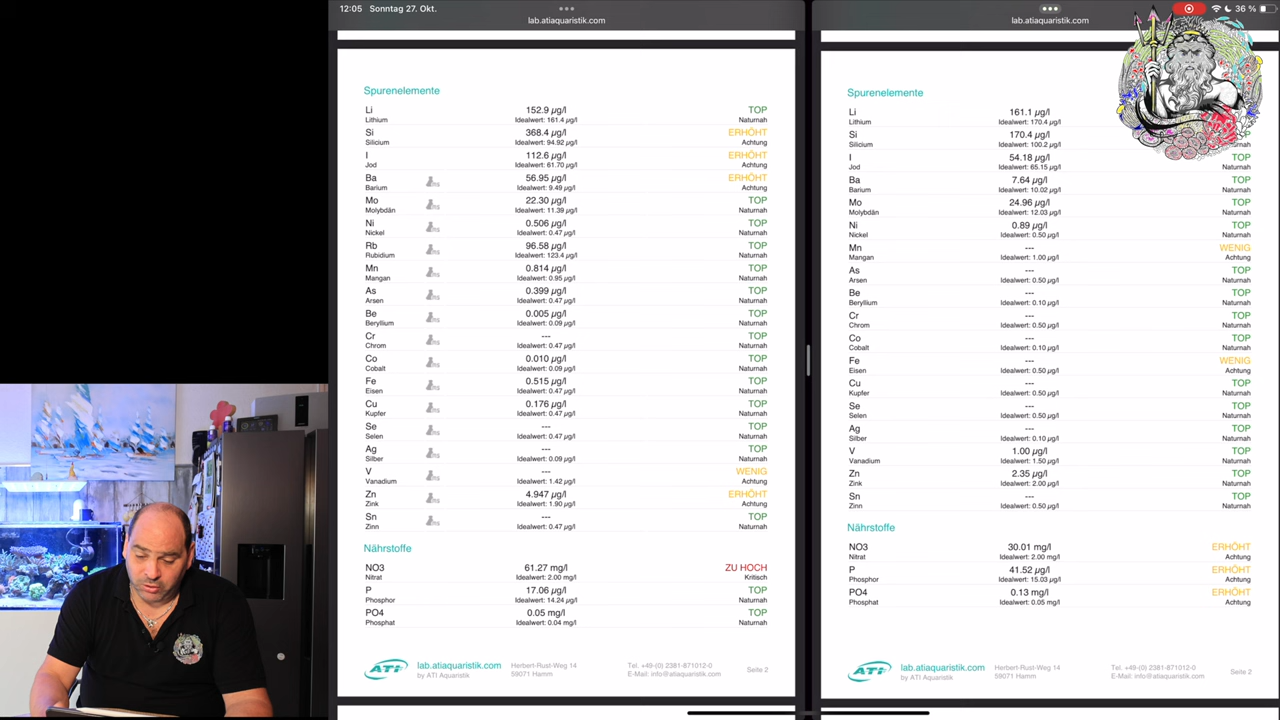 12:05 Sonntag 27. Okt.
lab.atiaquaristik.com
Spurenelemente
Li 152.9 µg/l TOP
Lithium Idealwert: 161.4 µg/l Naturnah
Si 368.4 µg/l ERHÖHT
Silicium Idealwert: 94.92 µg/l Achtung
I 112.6 µg/l ERHÖHT
Jod Idealwert: 61.70 µg/l Achtung
Ba 56.95 µg/l ERHÖHT
Barium Idealwert: 9.49 µg/l Achtung
Mo 22.30 µg/l TOP
Molybdän Idealwert: 11.39 µg/l Naturnah
Ni 0.506 µg/l TOP
Nickel Idealwert: 0.47 µg/l Naturnah
Rb 96.58 µg/l TOP
Rubidium Idealwert: 123.4 µg/l Naturnah
Mn 0.814 µg/l TOP
Mangan Idealwert: 0.95 µg/l Naturnah
As 0.399 µg/l TOP
Arsen Idealwert: 0.47 µg/l Naturnah
Be 0.005 µg/l TOP
Beryllium Idealwert: 0.09 µg/l Naturnah
Cr --- TOP
Chrom Idealwert: 0.47 µg/l Naturnah
Co 0.010 µg/l TOP
Cobalt Idealwert: 0.09 µg/l Naturnah
Fe 0.515 µg/l TOP
Eisen Idealwert: 0.47 µg/l Naturnah
Cu 0.176 µg/l TOP
Kupfer Idealwert: 0.47 µg/l Naturnah
Se --- TOP
Selen Idealwert: 0.47 µg/l Naturnah
Ag --- TOP
Silber Idealwert: 0.09 µg/l Naturnah
V --- WENIG
Vanadium Idealwert: 1.42 µg/l Achtung
Zn 4.947 µg/l ERHÖHT
Zink Idealwert: 1.90 µg/l Achtung
Sn --- TOP
Zinn Idealwert: 0.47 µg/l Naturnah
Nährstoffe
NO3 61.27 mg/l ZU HOCH
Nitrat Idealwert: 2.00 mg/l Kritisch
P 17.06 µg/l TOP
Phosphor Idealwert: 14.24 µg/l Naturnah
PO4 0.05 mg/l TOP
Phosphat Idealwert: 0.04 mg/l Naturnah
ATI lab.atiaquaristik.com Herbert-Rust-Weg 14 Tel. +49-(0) 2381-871012-0
by ATI Aquaristik 59071 Hamm E-Mail: info@atiaquaristik.com Seite 2
36 %
lab.atiaquaristik.com
Spurenelemente
Li 161.1 µg/l
Lithium Idealwert: 170.4 µg/l
Si 170.4 µg/l
Silicium Idealwert: 100.2 µg/l
I 54.18 µg/l TOP
Jod Idealwert: 65.15 µg/l Naturnah
Ba 7.64 µg/l TOP
Barium Idealwert: 10.02 µg/l Naturnah
Mo 24.96 µg/l TOP
Molybdän Idealwert: 12.03 µg/l Naturnah
Ni 0.89 µg/l TOP
Nickel Idealwert: 0.50 µg/l Naturnah
Mn --- WENIG
Mangan Idealwert: 1.00 µg/l Achtung
As --- TOP
Arsen Idealwert: 0.50 µg/l Naturnah
Be --- TOP
Beryllium Idealwert: 0.10 µg/l Naturnah
Cr --- TOP
Chrom Idealwert: 0.50 µg/l Naturnah
Co --- TOP
Cobalt Idealwert: 0.10 µg/l Naturnah
Fe --- WENIG
Eisen Idealwert: 0.50 µg/l Achtung
Cu --- TOP
Kupfer Idealwert: 0.50 µg/l Naturnah
Se --- TOP
Selen Idealwert: 0.50 µg/l Naturnah
Ag --- TOP
Silber Idealwert: 0.10 µg/l Naturnah
V 1.00 µg/l TOP
Vanadium Idealwert: 1.50 µg/l Naturnah
Zn 2.35 µg/l TOP
Zink Idealwert: 2.00 µg/l Naturnah
Sn --- TOP
Zinn Idealwert: 0.50 µg/l Naturnah
Nährstoffe
NO3 30.01 mg/l ERHÖHT
Nitrat Idealwert: 2.00 mg/l Achtung
P 41.52 µg/l ERHÖHT
Phosphor Idealwert: 15.03 µg/l Achtung
PO4 0.13 mg/l ERHÖHT
Phosphat Idealwert: 0.05 mg/l Achtung
ATI lab.atiaquaristik.com Herbert-Rust-Weg 14 Tel. +49-(0) 2381-871012-0
by ATI Aquaristik 59071 Hamm E-Mail: info@atiaquaristik.com Seite 2